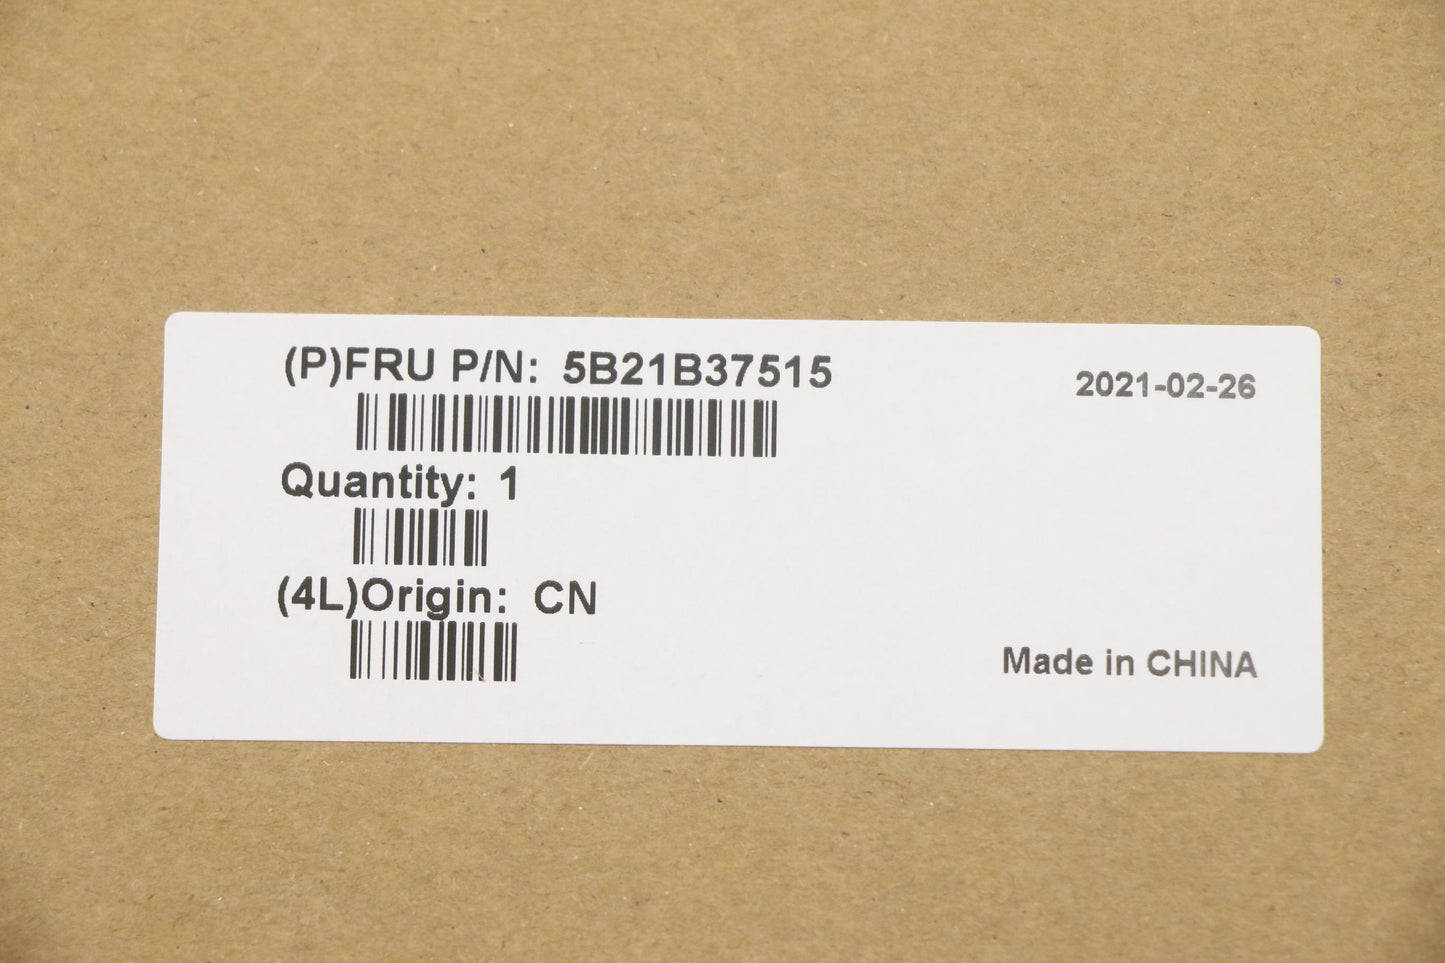 (P)FRU P/N: 5B21B37515
2021-02-26
Quantity: 1
(4L)Origin: CN
Made in CHINA